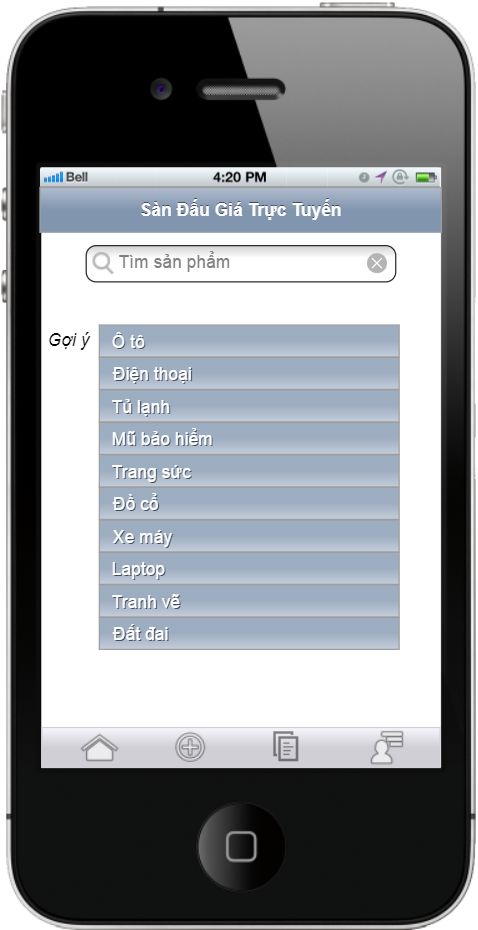 Bell 4:20 PM
Sàn Đấu Giá Trực Tuyến
Tìm sản phẩm
Gợi ý Ô tô
Điện thoại
Tủ lạnh
Mũ bảo hiểm
Trang sức
Đồ cổ
Xe máy
Laptop
Tranh vẽ
Đất đai